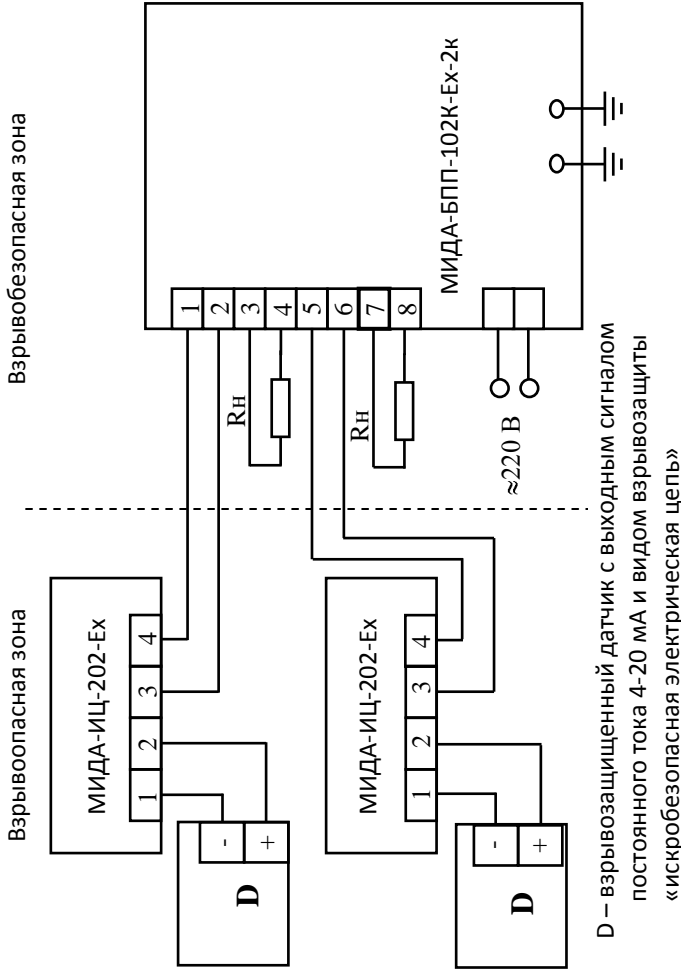 Взрывоопасная зона
Взрывобезопасная зона
МИДА-ИЦ-202-Ех
1 2 3 4
D
-
+
МИДА-ИЦ-202-Ех
1 2 3 4
D
-
+
Rн
Rн
1
2
3
4
5
6
7
8
≈220 В
МИДА-БПП-102К-Ех-2к
D – взрывозащищенный датчик с выходным сигналом
постоянного тока 4-20 мА и видом взрывозащиты
«искробезопасная электрическая цепь»